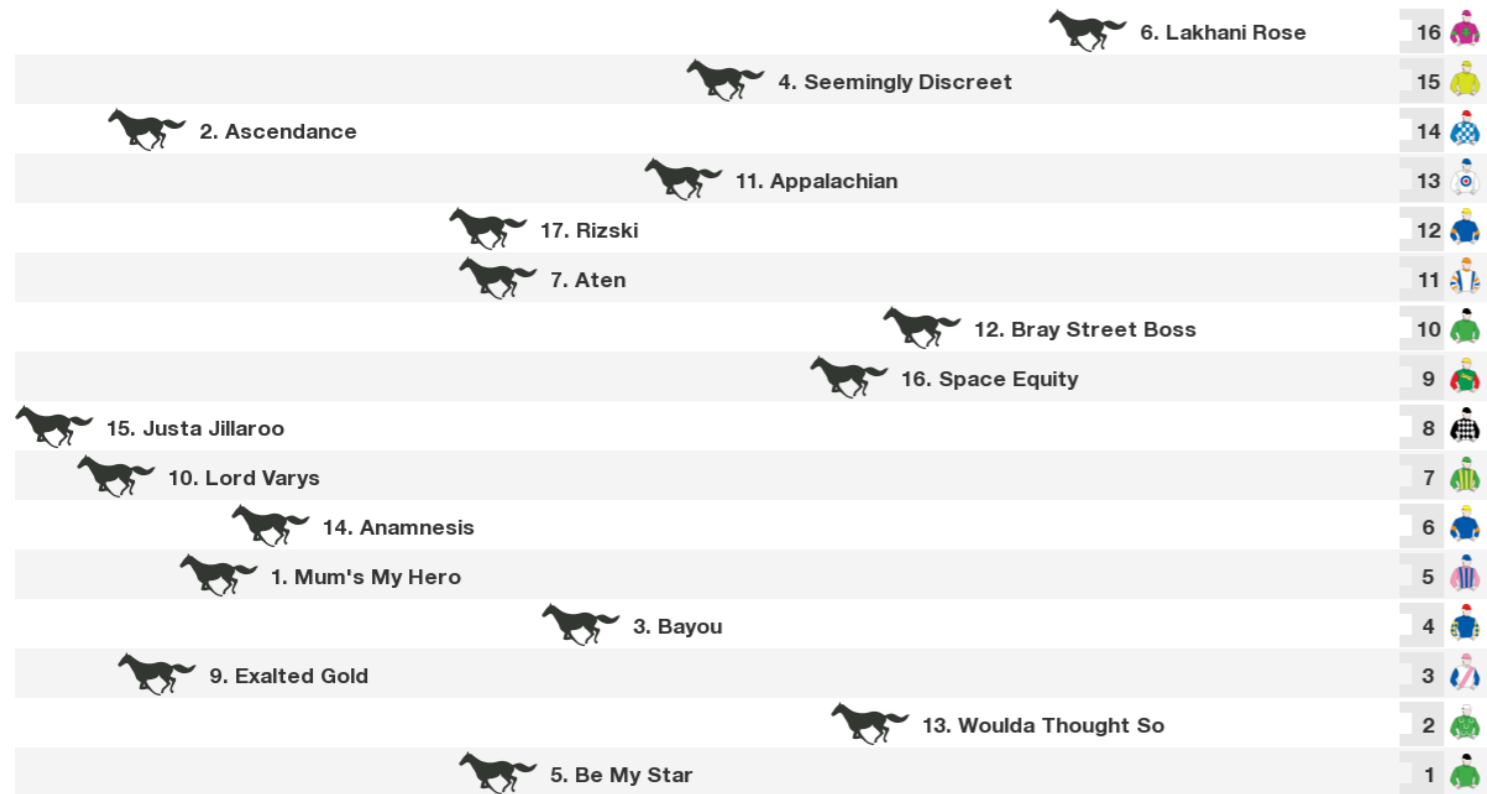 6. Lakhani Rose 16
4. Seemingly Discreet 15
2. Ascendance 14
11. Appalachian 13
17. Rizski 12
7. Aten 11
12. Bray Street Boss 10
16. Space Equity 9
15. Justa Jillaroo 8
10. Lord Varys 7
14. Anamnesis 6
1. Mum's My Hero 5
3. Bayou 4
9. Exalted Gold 3
13. Woulda Thought So 2
5. Be My Star 1